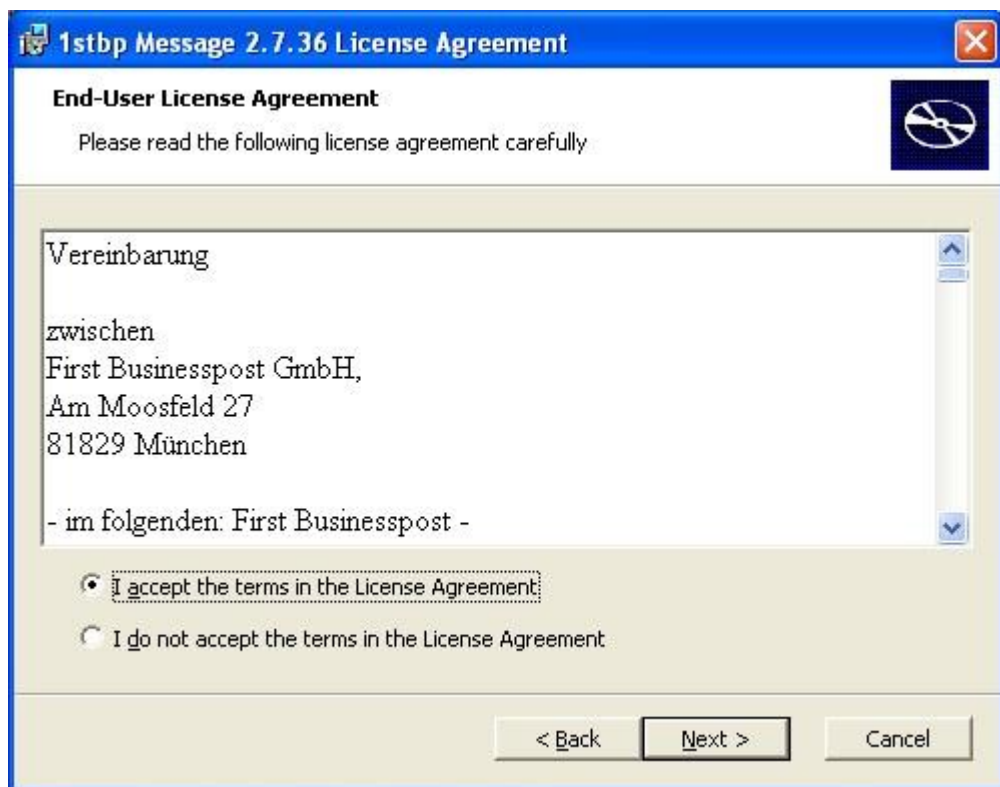 1stbp Message 2.7.36 License Agreement
End-User License Agreement
Please read the following license agreement carefully
Vereinbarung
zwischen
First Businesspost GmbH,
Am Moosfeld 27
81829 München
- im folgenden: First Businesspost -
I accept the terms in the License Agreement
I do not accept the terms in the License Agreement
< Back
Next >
Cancel